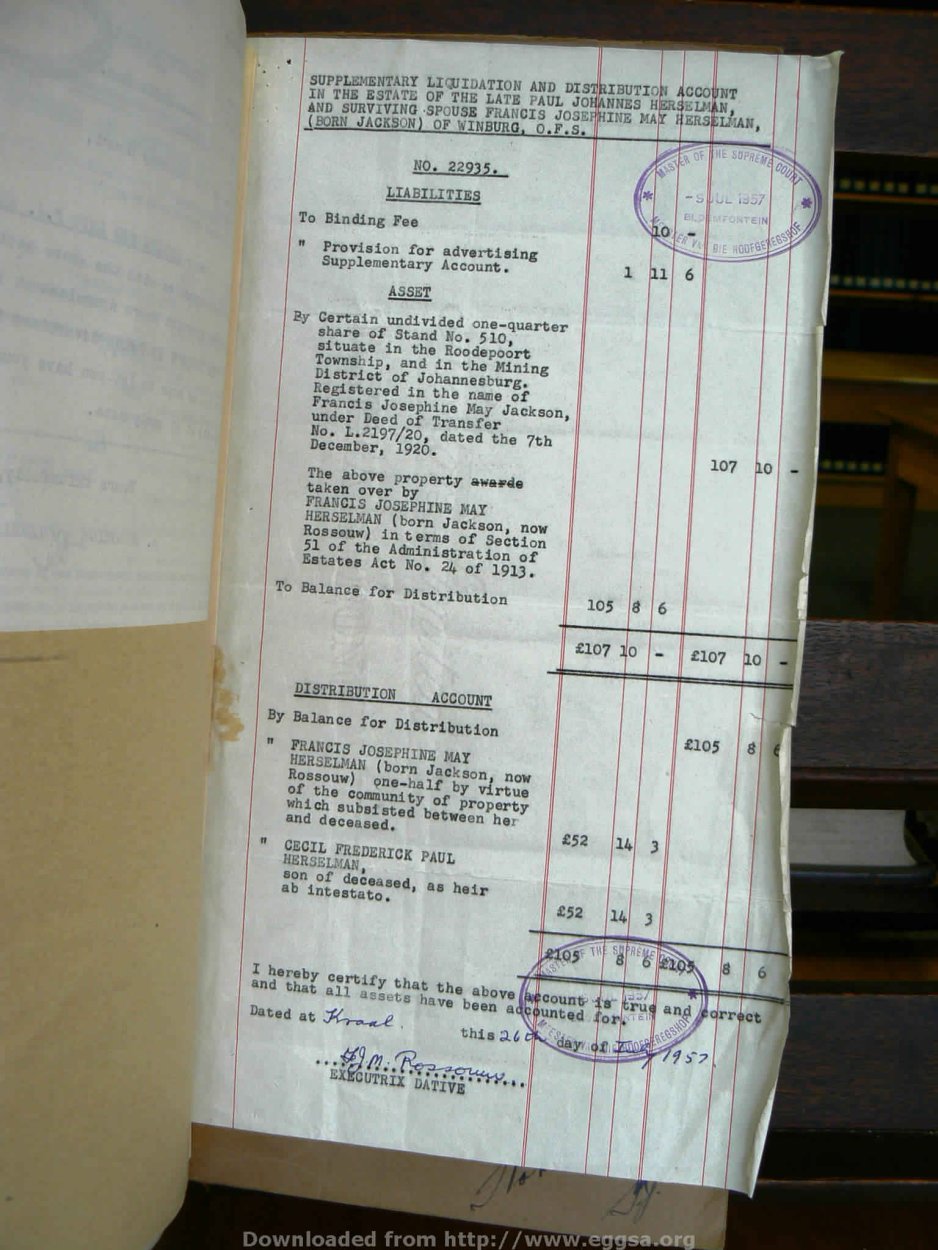 SUPPLEMENTARY LIQUIDATION AND DISTRIBUTION ACCOUNT
IN THE ESTATE OF THE LATE PAUL JOHANNES HERSELMAN,
AND SURVIVING SPOUSE FRANCIS JOSEPHINE MAY HERSELMAN,
(BORN JACKSON) OF WINBURG, O.F.S.
NO. 22935.
MASTER OF THE SUPREME COURT
JUL 1957
BLOEMFONTEIN
MEESTER VAN DIE HOOFGEREGSHOF
LIABILITIES
To Binding Fee 10 -
" Provision for advertising
Supplementary Account. 1 11 6
ASSET
By Certain undivided one-quarter
share of Stand No. 510,
situate in the Roodepoort
Township, and in the Mining
District of Johannesburg.
Registered in the name of
Francis Josephine May Jackson,
under Deed of Transfer
No. L.2197/20, dated the 7th
December, 1920. 107 10 -
The above property awarde
taken over by
FRANCIS JOSEPHINE MAY
HERSELMAN (born Jackson, now
Rossouw) in terms of Section
51 of the Administration of
Estates Act No. 24 of 1913.
To Balance for Distribution 105 8 6
£107 10 - £107 10 -
DISTRIBUTION ACCOUNT
By Balance for Distribution £105 8 6
" FRANCIS JOSEPHINE MAY
HERSELMAN (born Jackson, now
Rossouw) one-half by virtue
of the community of property
which subsisted between her
and deceased. £52 14 3
" CECIL FREDERICK PAUL
HERSELMAN,
son of deceased, as heir
ab intestato. £52 14 3
£105 8 6 £105 8 6
I hereby certify that the above account is true and correct
and that all assets have been accounted for.
Dated at Kraal.
this 26th day of July 1957.
F.J.M. Rossouw
EXECUTRIX DATIVE
Downloaded from http://www.eggsa.org